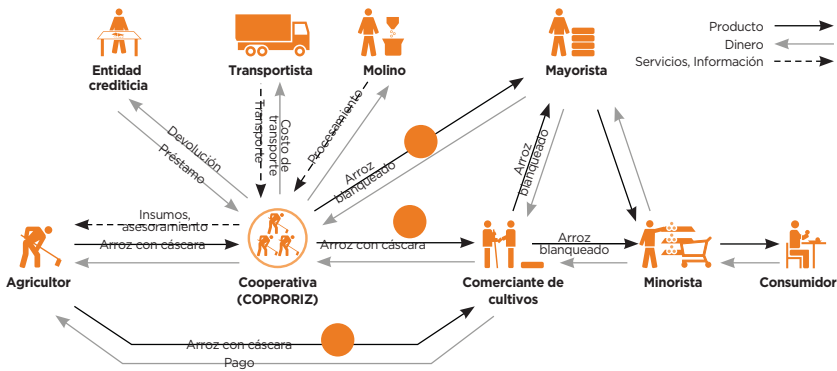 Producto
Dinero
Servicios, Información
Entidad
crediticia
Transportista
Molino
Mayorista
Devolución
Préstamo
Transporte
Costo de
transporte
Procesamiento
Arroz
blanqueado
Arroz
blanqueado
Insumos,
asesoramiento
Arroz con cáscara
Arroz con cáscara
Arroz
blanqueado
Agricultor
Cooperativa
(COPRORIZ)
Comerciante de
cultivos
Minorista
Consumidor
Arroz con cáscara
Pago